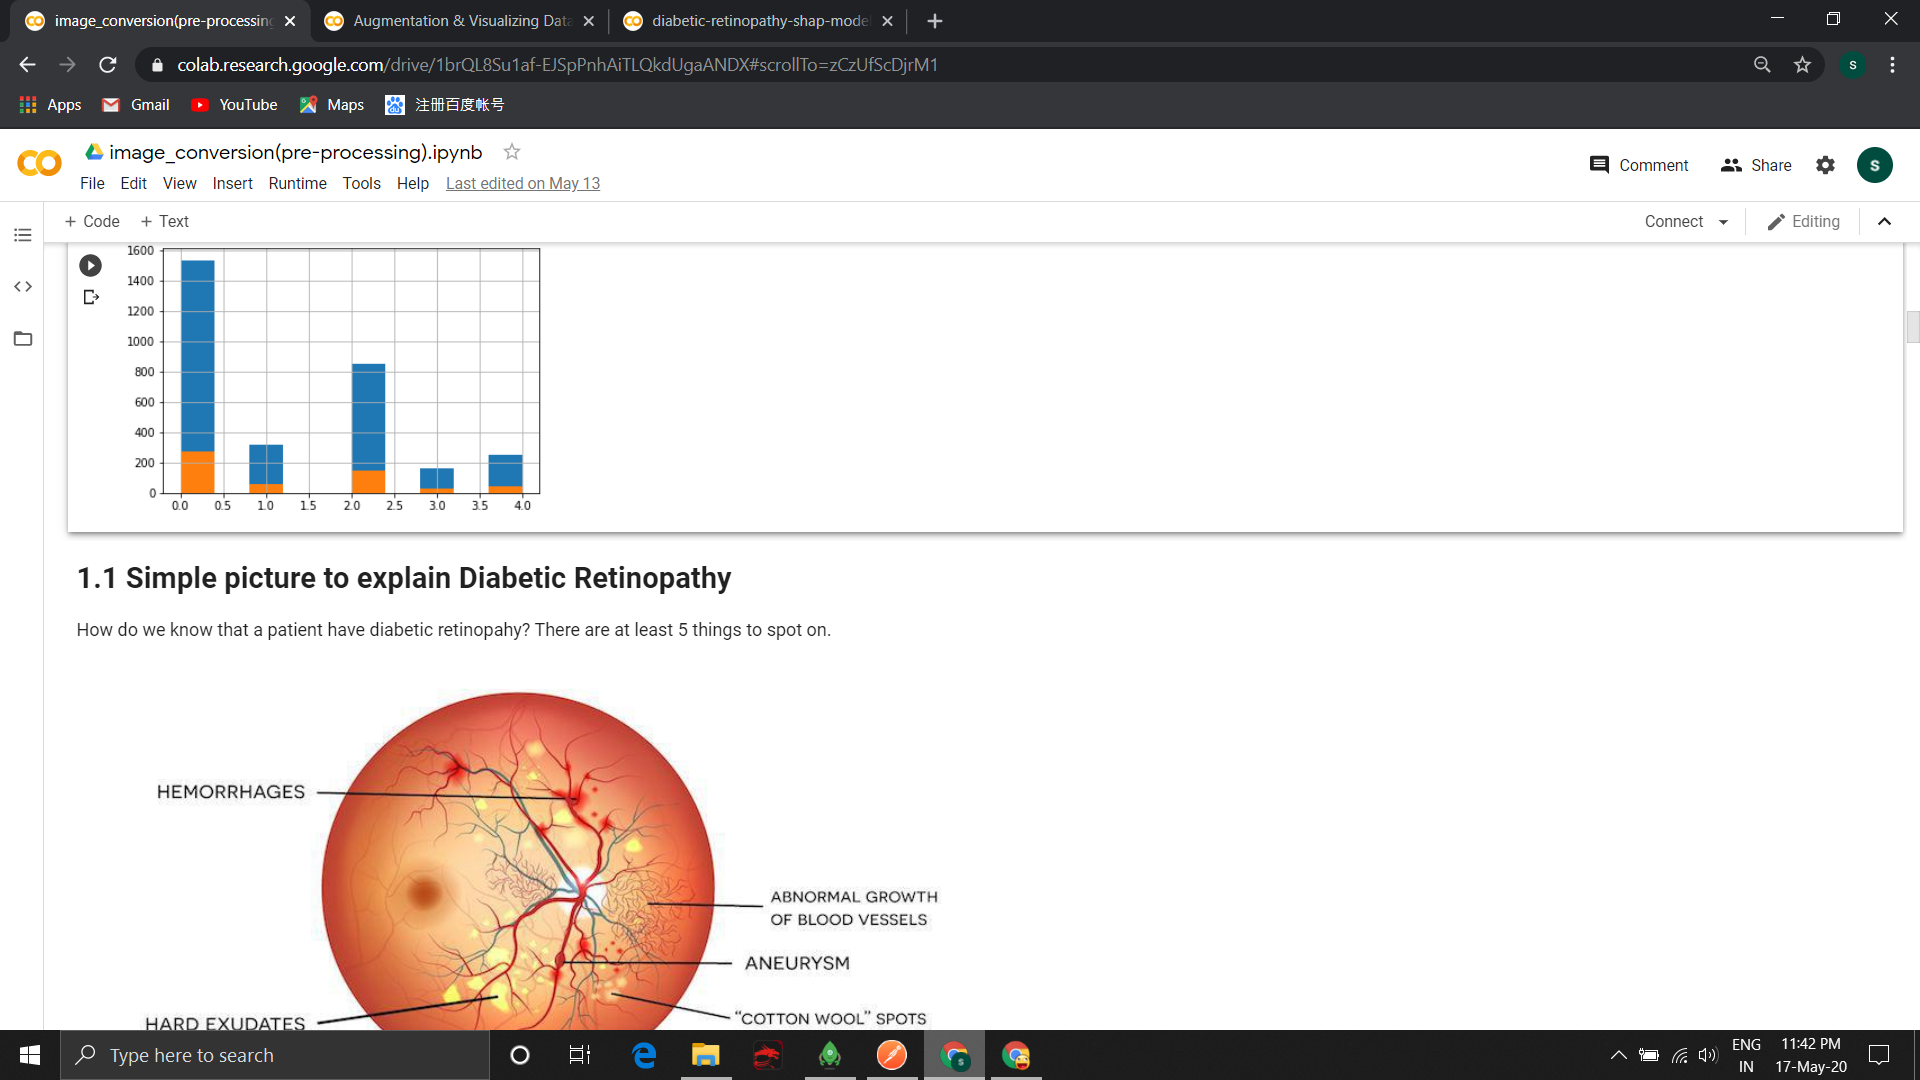 image_conversion(pre-processing
Augmentation & Visualizing Data
diabetic-retinopathy-shap-model
colab.research.google.com/drive/1brQL8Su1af-EJSpPnhAiTLQkdUgaANDX#scrollTo=zCzUfScDjrM1
S
Apps
Gmail
YouTube
Maps
注册百度帐号
image_conversion(pre-processing).ipynb
Comment
Share
S
File Edit View Insert Runtime Tools Help Last edited on May 13
+ Code + Text
Connect
Editing
1600
1400
1200
1000
800
600
400
200
0
0.0 0.5 1.0 1.5 2.0 2.5 3.0 3.5 4.0
1.1 Simple picture to explain Diabetic Retinopathy
How do we know that a patient have diabetic retinopahy? There are at least 5 things to spot on.
HEMORRHAGES
ABNORMAL GROWTH
OF BLOOD VESSELS
ANEURYSM
"COTTON WOOL" SPOTS
HARD EXUDATES
Type here to search
ENG
IN
11:42 PM
17-May-20